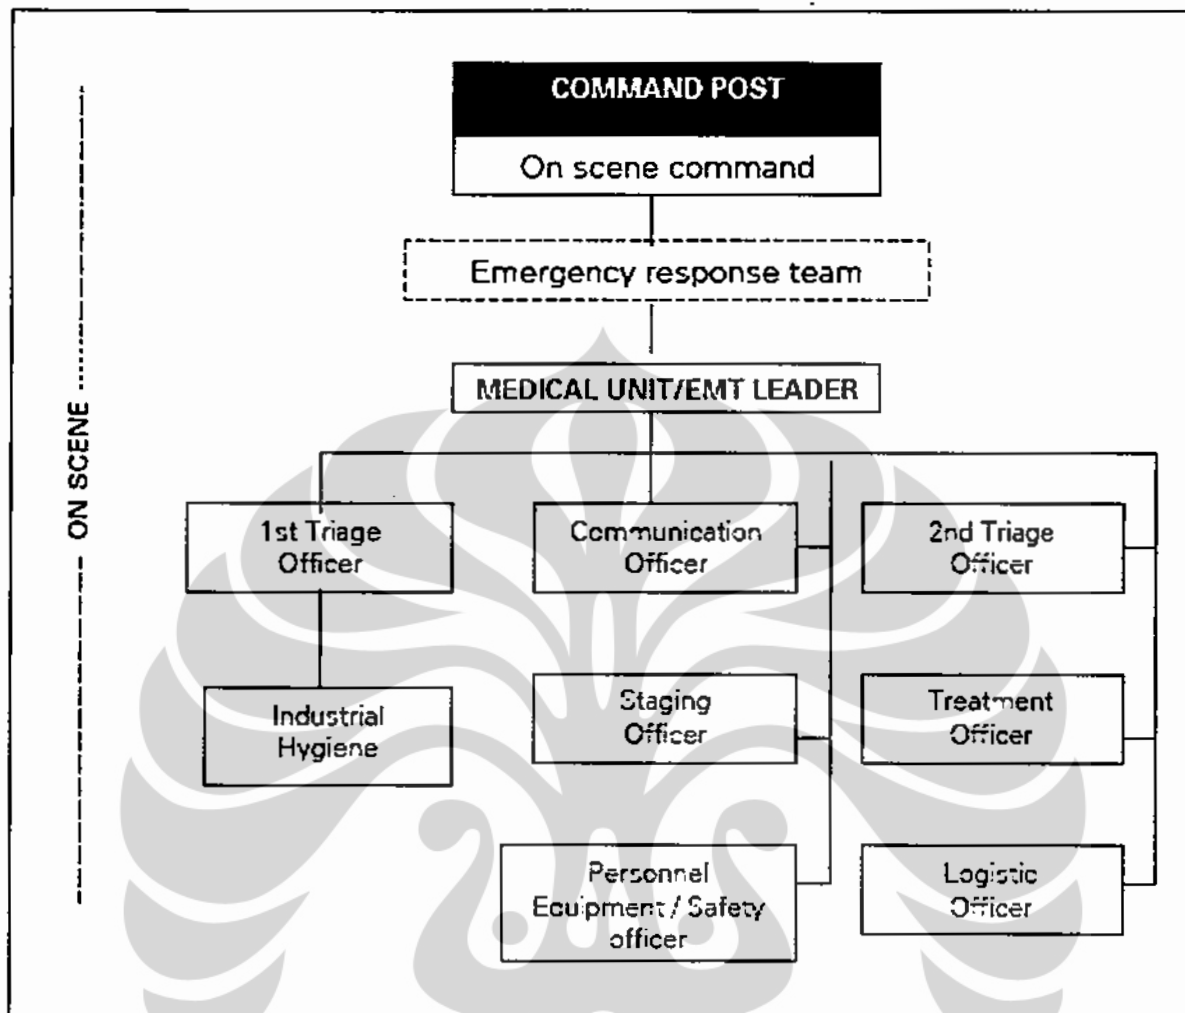 COMMAND POST
On scene command
Emergency response team
MEDICAL UNIT/EMT LEADER
ON SCENE
1st Triage
Officer
Communication
Officer
2nd Triage
Officer
Industrial
Hygiene
Staging
Officer
Treatment
Officer
Personnel
Equipment / Safety
officer
Logistic
Officer